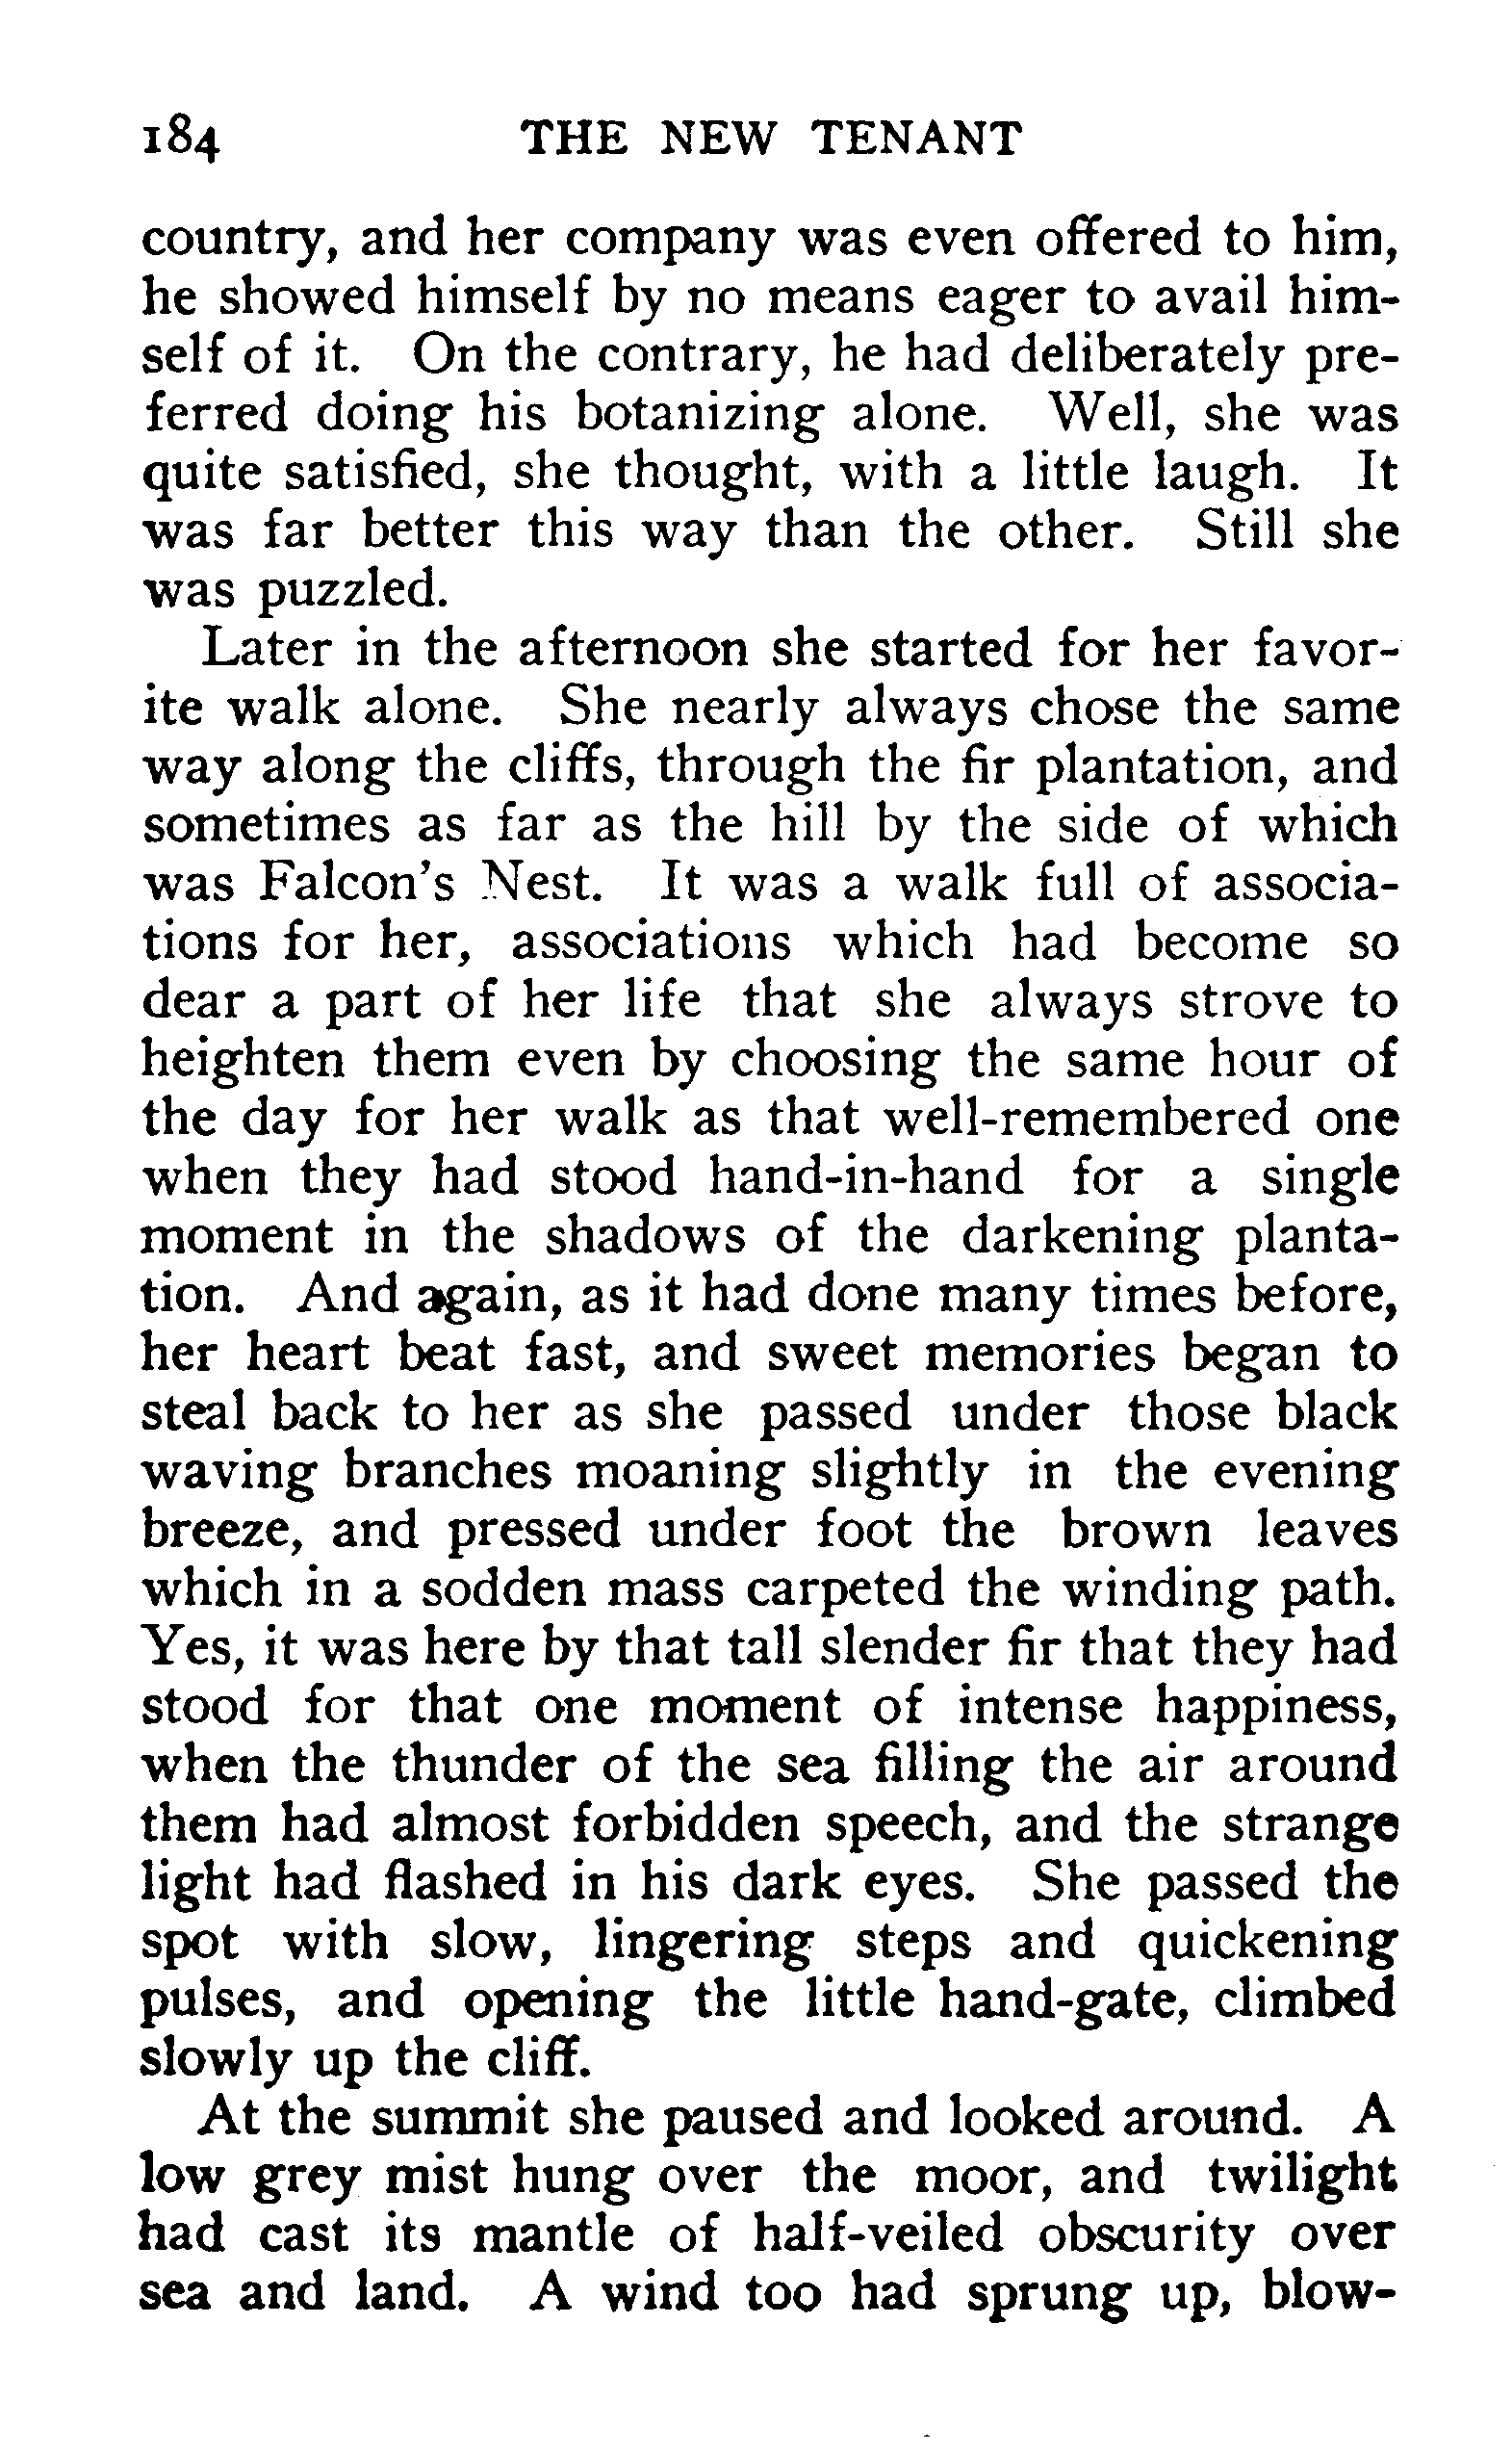 184 THE NEW TENANT
country, and her company was even offered to him,
he showed himself by no means eager to avail him-
self of it. On the contrary, he had deliberately pre-
ferred doing his botanizing alone. Well, she was
quite satisfied, she thought, with a little laugh. It
was far better this way than the other. Still she
was puzzled.
Later in the afternoon she started for her favor-
ite walk alone. She nearly always chose the same
way along the cliffs, through the fir plantation, and
sometimes as far as the hill by the side of which
was Falcon's Nest. It was a walk full of associa-
tions for her, associations which had become so
dear a part of her life that she always strove to
heighten them even by choosing the same hour of
the day for her walk as that well-remembered one
when they had stood hand-in-hand for a single
moment in the shadows of the darkening planta-
tion. And again, as it had done many times before,
her heart beat fast, and sweet memories began to
steal back to her as she passed under those black
waving branches moaning slightly in the evening
breeze, and pressed under foot the brown leaves
which in a sodden mass carpeted the winding path.
Yes, it was here by that tall slender fir that they had
stood for that one moment of intense happiness,
when the thunder of the sea filling the air around
them had almost forbidden speech, and the strange
light had flashed in his dark eyes. She passed the
spot with slow, lingering steps and quickening
pulses, and opening the little hand-gate, climbed
slowly up the cliff.
At the summit she paused and looked around. A
low grey mist hung over the moor, and twilight
had cast its mantle of half-veiled obscurity over
sea and land. A wind too had sprung up, blow-